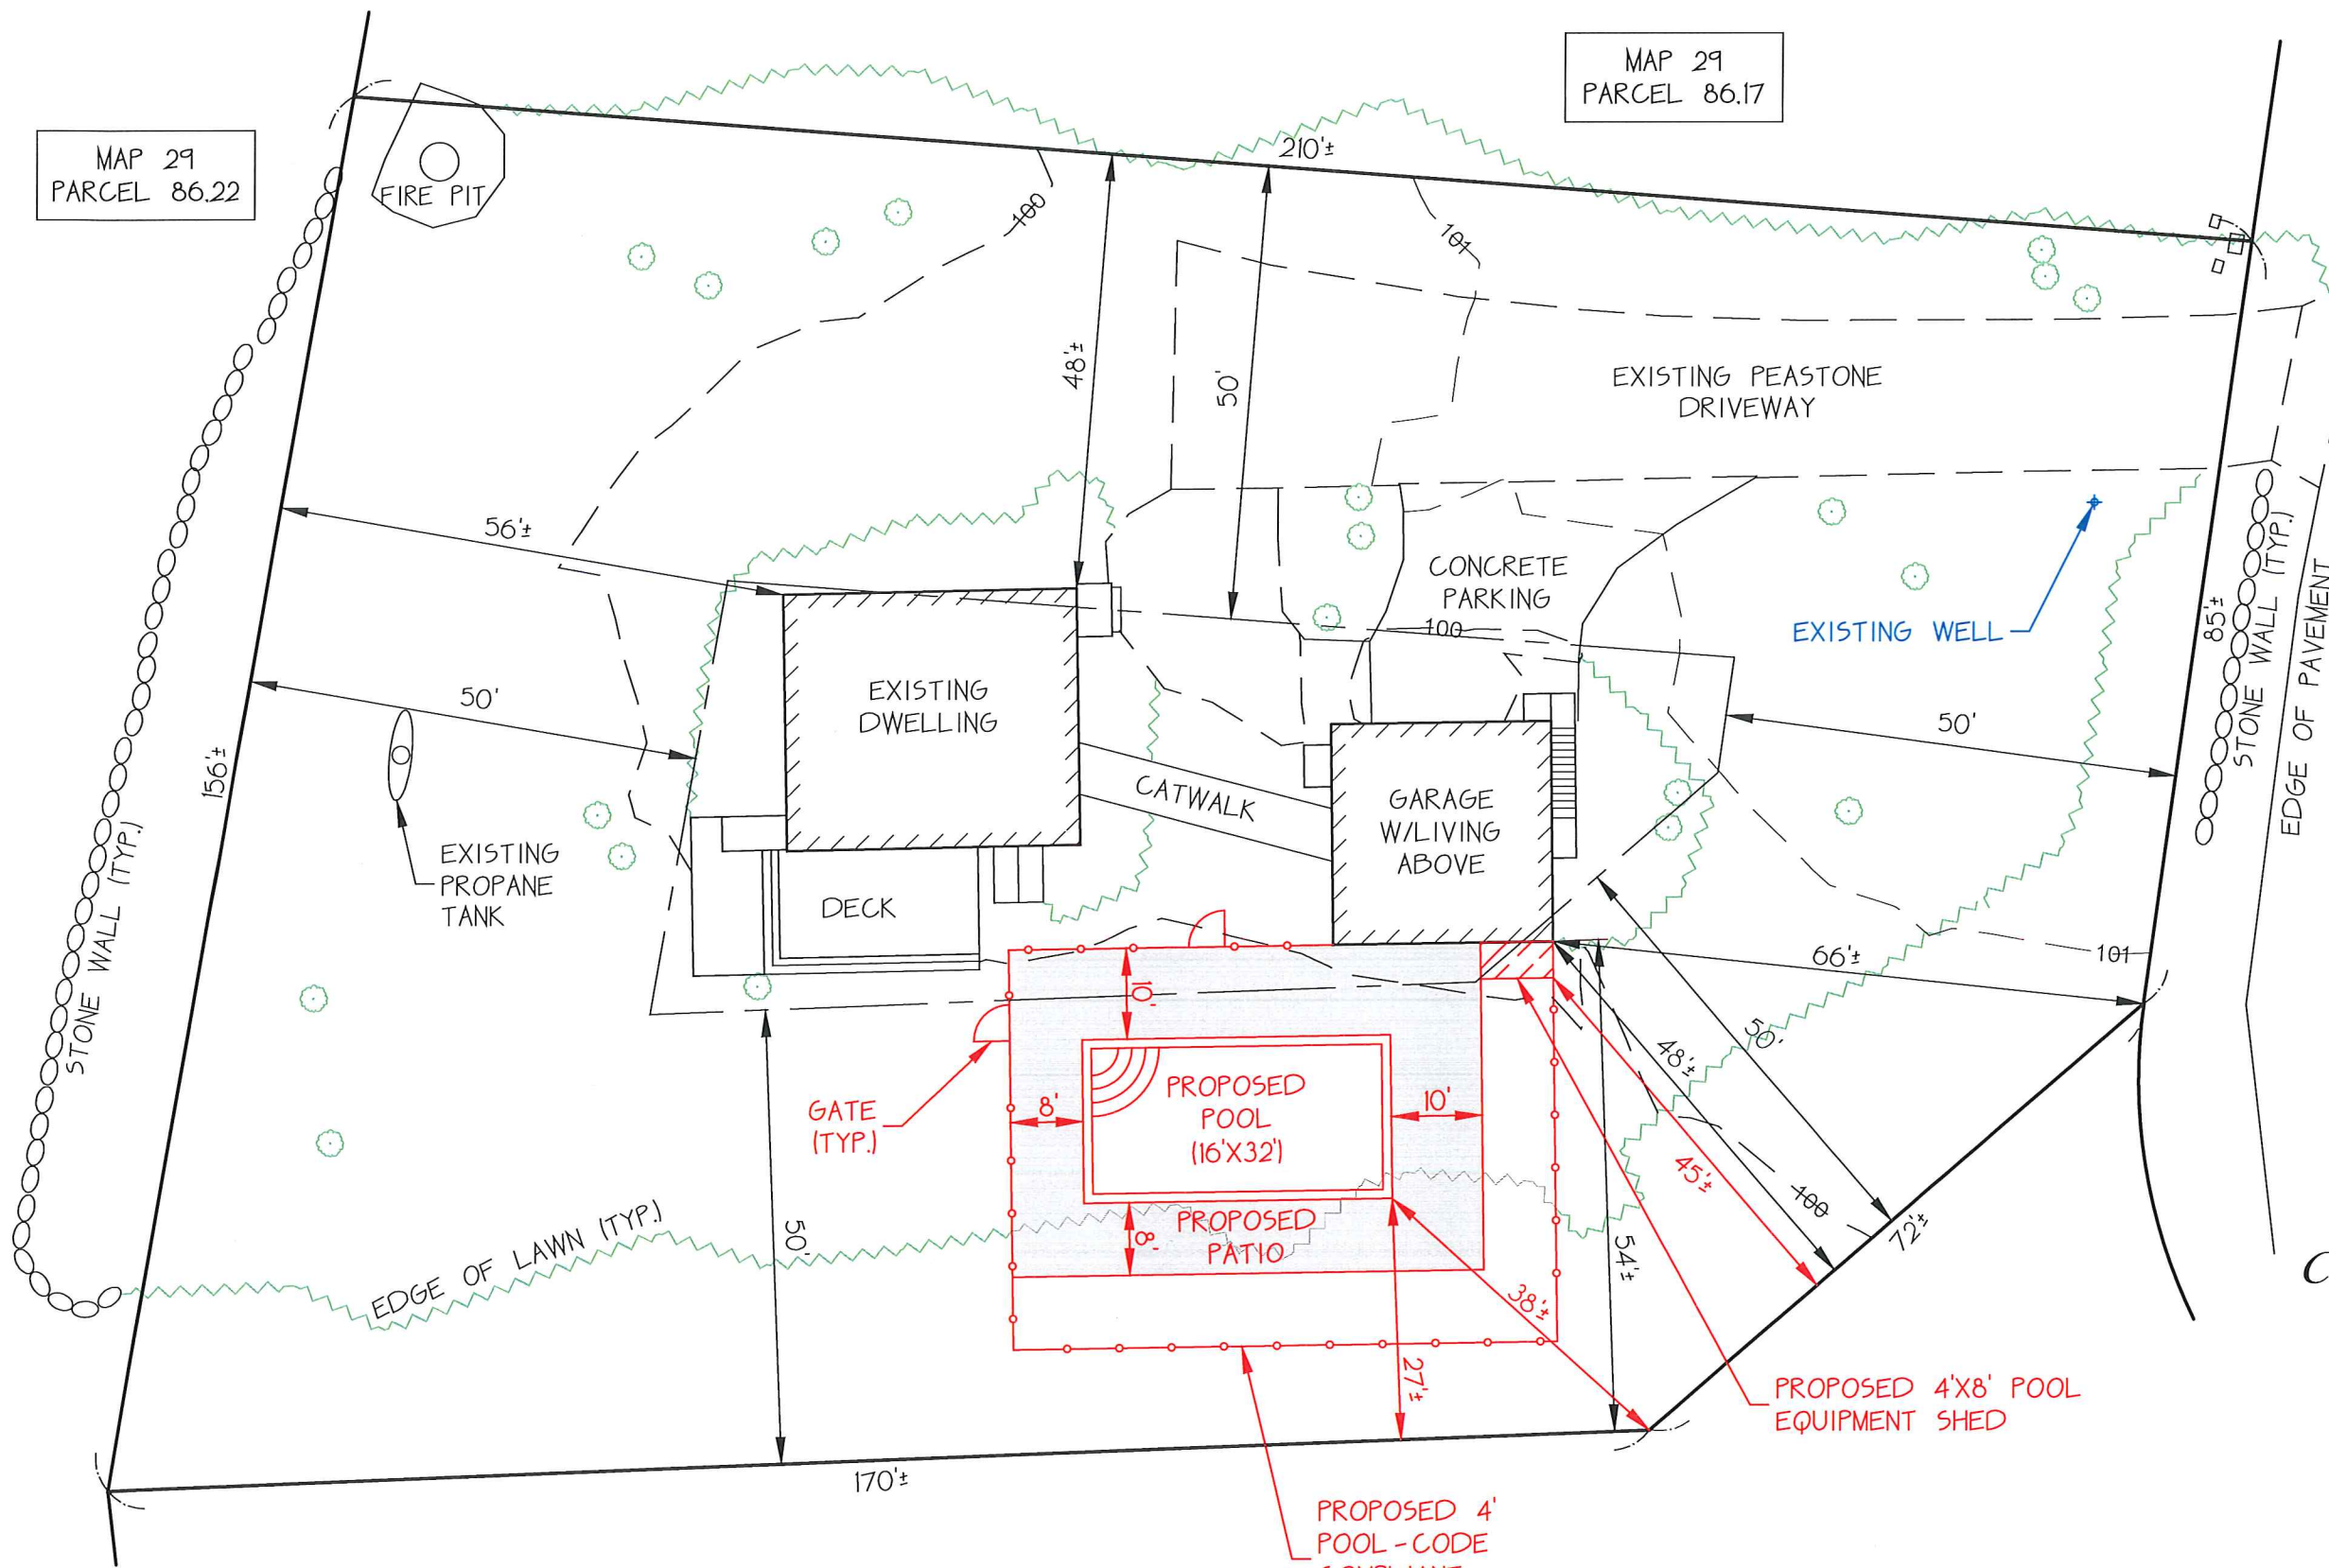 MAP 29
PARCEL 86.17
MAP 29
PARCEL 86.22
FIRE PIT
210'±
100
101
48'±
50'
EXISTING PEASTONE
DRIVEWAY
56'±
CONCRETE
PARKING
100
EXISTING WELL
85'±
STONE WALL (TYP.)
EDGE OF PAVEMENT
50'
EXISTING
DWELLING
50'
156'±
CATWALK
GARAGE
W/LIVING
ABOVE
EXISTING
PROPANE
TANK
STONE WALL (TYP.)
DECK
66'±
101
10'
50'
48'±
GATE
(TYP.)
8'
PROPOSED
POOL
(16'X32')
10'
45'±
100
72'±
50'
EDGE OF LAWN (TYP.)
8'
PROPOSED
PATIO
54'±
38'±
27'±
C
PROPOSED 4'X8' POOL
EQUIPMENT SHED
170'±
PROPOSED 4'
POOL-CODE